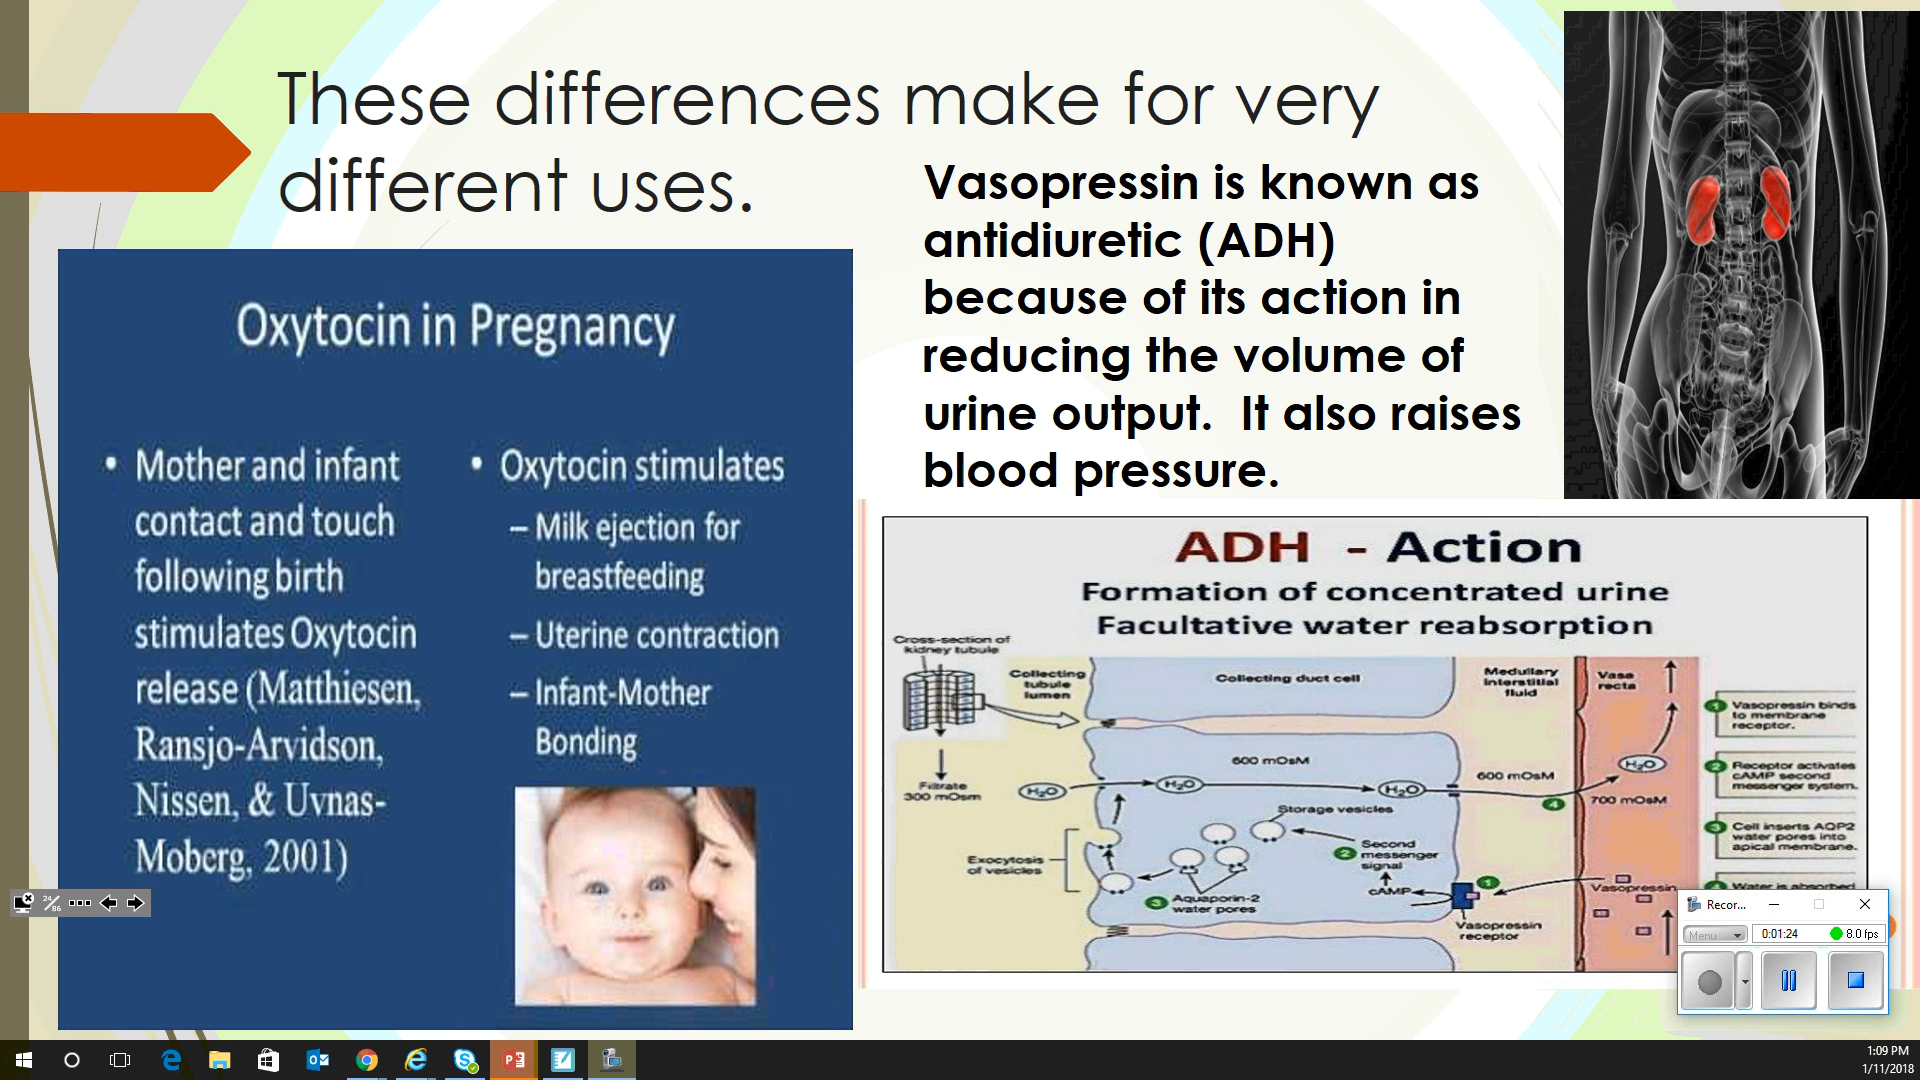 These differences make for very
different uses.
Vasopressin is known as
antidiuretic (ADH)
because of its action in
reducing the volume of
urine output. It also raises
blood pressure.
Oxytocin in Pregnancy
• Mother and infant
contact and touch
following birth
stimulates Oxytocin
release (Matthiesen,
Ransjo-Arvidson,
Nissen, & Uvnas-
Moberg, 2001)
• Oxytocin stimulates
– Milk ejection for
breastfeeding
– Uterine contraction
– Infant-Mother
Bonding
ADH - Action
Formation of concentrated urine
Facultative water reabsorption
Cross-section of
kidney tubule
Collecting
tubule
lumen
Collecting duct cell
Medullary
interstitial
fluid
Vasa
recta
Filtrate
300 mOsm
H₂O
H₂O
600 mOsM
H₂O
600 mOsM
4
H₂O
700 mOsM
Storage vesicles
Exocytosis
of vesicles
2 Second
messenger
signal
cAMP
3 Aquaporin-2
water pores
1
Vasopressin
receptor
Vasopressin
1 Vasopressin binds
to membrane
receptor.
2 Receptor activates
cAMP second
messenger system.
3 Cell inserts AQP2
water pores into
apical membrane.
4 Water is absorbed
24/86
Recor...
Menu
0:01:24
8.0 fps
1:09 PM
1/11/2018